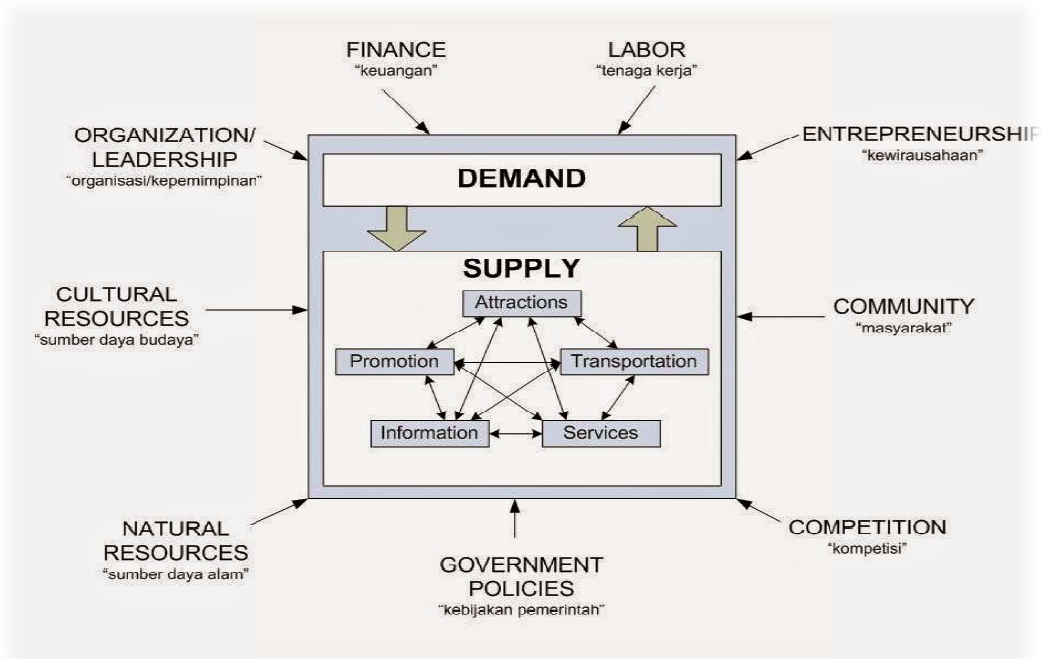 FINANCE
"keuangan"
LABOR
"tenaga kerja"
ORGANIZATION/
LEADERSHIP
"organisasi/kepemimpinan"
ENTREPRENEURSHIP
"kewirausahaan"
DEMAND
SUPPLY
Attractions
Promotion
Transportation
Information
Services
CULTURAL
RESOURCES
"sumber daya budaya"
COMMUNITY
"masyarakat"
NATURAL
RESOURCES
"sumber daya alam"
GOVERNMENT
POLICIES
"kebijakan pemerintah"
COMPETITION
"kompetisi"